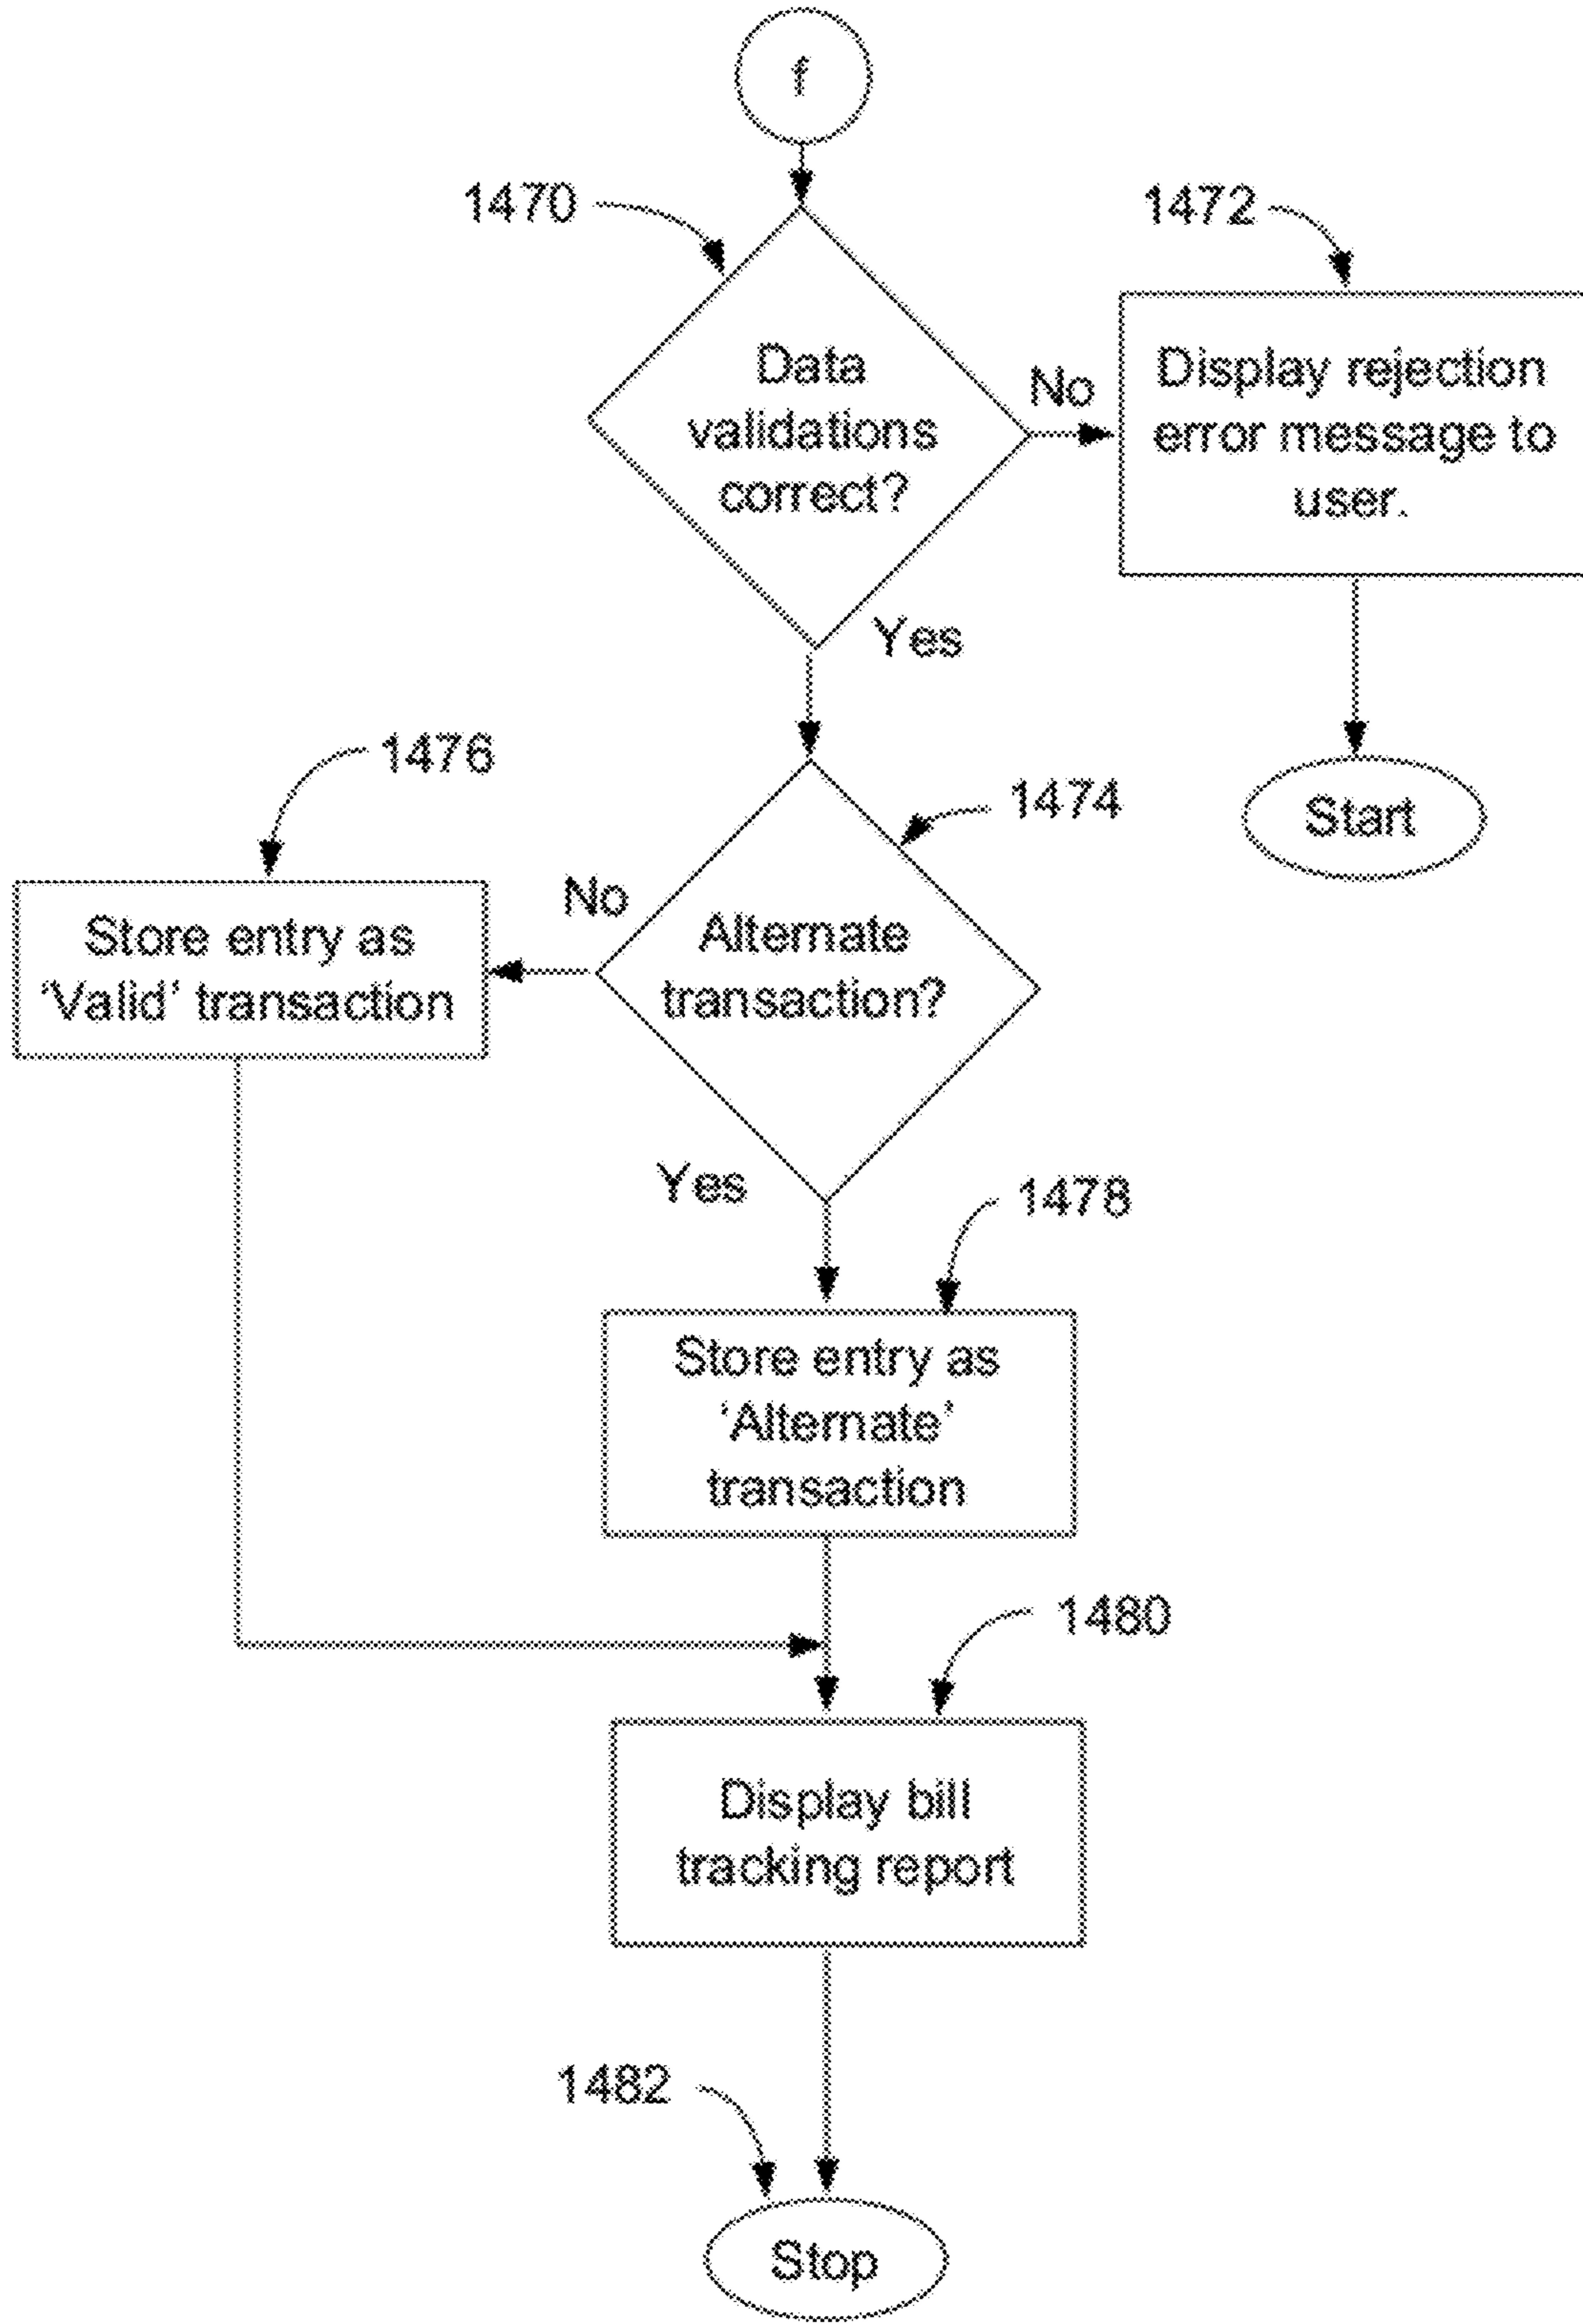 f
1470
1472
Data
validations
correct?
No
Display rejection
error message to
user.
Yes
1476
1474
Start
No
Store entry as
‘Valid’ transaction
Alternate
transaction?
Yes
1478
Store entry as
‘Alternate’
transaction
1480
Display bill
tracking report
1482
Stop